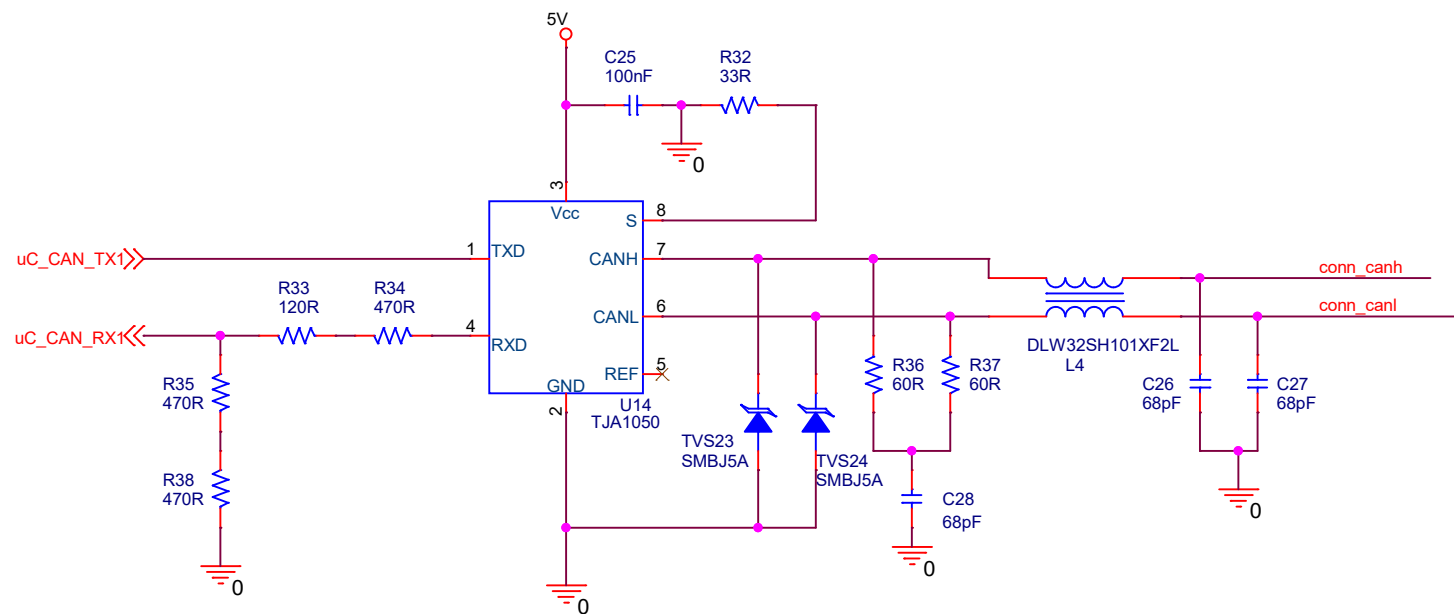 5V
C25
100nF
R32
33R
0
3
Vcc
S
8
uC_CAN_TX1
1
TXD
CANH
7
conn_canh
R33
120R
R34
470R
CANL
6
conn_canl
uC_CAN_RX1
4
RXD
DLW32SH101XF2L
L4
R35
470R
REF
5
R36
60R
R37
60R
C26
68pF
C27
68pF
GND
2
U14
TJA1050
TVS23
SMBJ5A
TVS24
SMBJ5A
R38
470R
C28
68pF
0
0
0
0